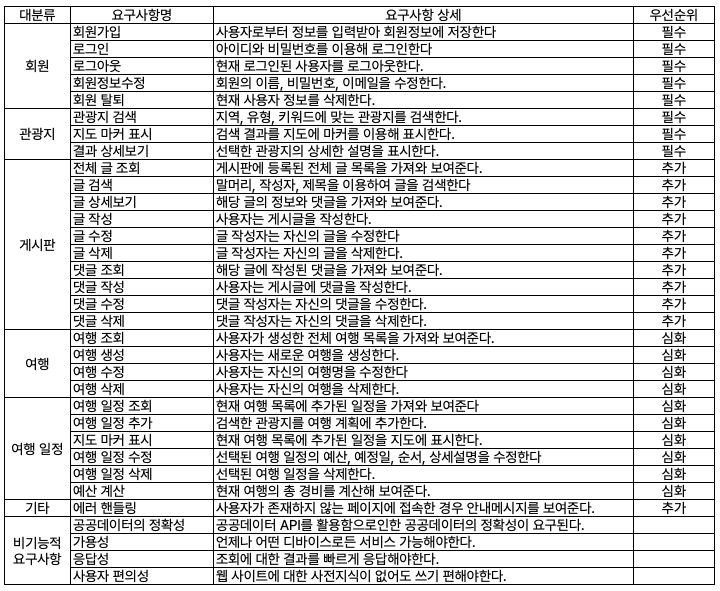 대분류 요구사항명 요구사항 상세 우선순위
회원 회원가입 사용자로부터 정보를 입력받아 회원정보에 저장한다 필수
로그인 아이디와 비밀번호를 이용해 로그인한다 필수
로그아웃 현재 로그인된 사용자를 로그아웃한다. 필수
회원정보수정 회원의 이름, 비밀번호, 이메일을 수정한다. 필수
회원 탈퇴 현재 사용자 정보를 삭제한다. 필수
관광지 관광지 검색 지역, 유형, 키워드에 맞는 관광지를 검색한다. 필수
지도 마커 표시 검색 결과를 지도에 마커를 이용해 표시한다. 필수
결과 상세보기 선택한 관광지의 상세한 설명을 표시한다. 필수
게시판 전체 글 조회 게시판에 등록된 전체 글 목록을 가져와 보여준다. 추가
글 검색 말머리, 작성자, 제목을 이용하여 글을 검색한다 추가
글 상세보기 해당 글의 정보와 댓글을 가져와 보여준다. 추가
글 작성 사용자는 게시글을 작성한다. 추가
글 수정 글 작성자는 자신의 글을 수정한다 추가
글 삭제 글 작성자는 자신의 글을 삭제한다. 추가
댓글 조회 해당 글에 작성된 댓글을 가져와 보여준다. 추가
댓글 작성 사용자는 게시글에 댓글을 작성한다. 추가
댓글 수정 댓글 작성자는 자신의 댓글을 수정한다. 추가
댓글 삭제 댓글 작성자는 자신의 댓글을 삭제한다. 추가
여행 여행 조회 사용자가 생성한 전체 여행 목록을 가져와 보여준다. 심화
여행 생성 사용자는 새로운 여행을 생성한다. 심화
여행 수정 사용자는 자신의 여행명을 수정한다 심화
여행 삭제 사용자는 자신의 여행을 삭제한다. 심화
여행 일정 여행 일정 조회 현재 여행 목록에 추가된 일정을 가져와 보여준다 심화
여행 일정 추가 검색한 관광지를 여행 계획에 추가한다. 심화
지도 마커 표시 현재 여행 목록에 추가된 일정을 지도에 표시한다. 심화
여행 일정 수정 선택된 여행 일정의 예산, 예정일, 순서, 상세설명을 수정한다 심화
여행 일정 삭제 선택된 여행 일정을 삭제한다. 심화
예산 계산 현재 여행의 총 경비를 계산해 보여준다. 심화
기타 에러 핸들링 사용자가 존재하지 않는 페이지에 접속한 경우 안내메시지를 보여준다. 추가
비기능적 요구사항 공공데이터의 정확성 공공데이터 API를 활용함으로인한 공공데이터의 정확성이 요구된다.
가용성 언제나 어떤 디바이스로든 서비스 가능해야한다.
응답성 조회에 대한 결과를 빠르게 응답해야한다.
사용자 편의성 웹 사이트에 대한 사전지식이 없어도 쓰기 편해야한다.